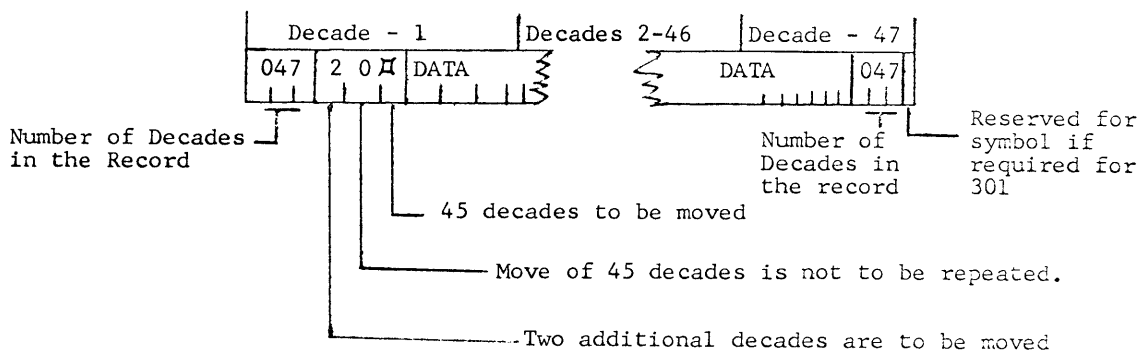 Decade - 1 Decades 2-46 Decade - 47
047 2 0 ¤ DATA DATA 047
Number of Decades
in the Record
Number of
Decades in
the record
Reserved for
symbol if
required for
301
45 decades to be moved
Move of 45 decades is not to be repeated.
Two additional decades are to be moved